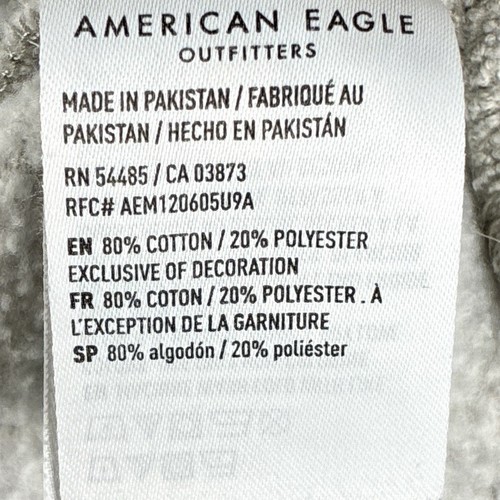 AMERICAN EAGLE
OUTFITTERS
MADE IN PAKISTAN / FABRIQUÉ AU
PAKISTAN / HECHO EN PAKISTÁN
RN 54485 / CA 03873
RFC# AEM120605U9A
EN 80% COTTON / 20% POLYESTER
EXCLUSIVE OF DECORATION
FR 80% COTON / 20% POLYESTER . À
L'EXCEPTION DE LA GARNITURE
SP 80% algodón / 20% poliéster